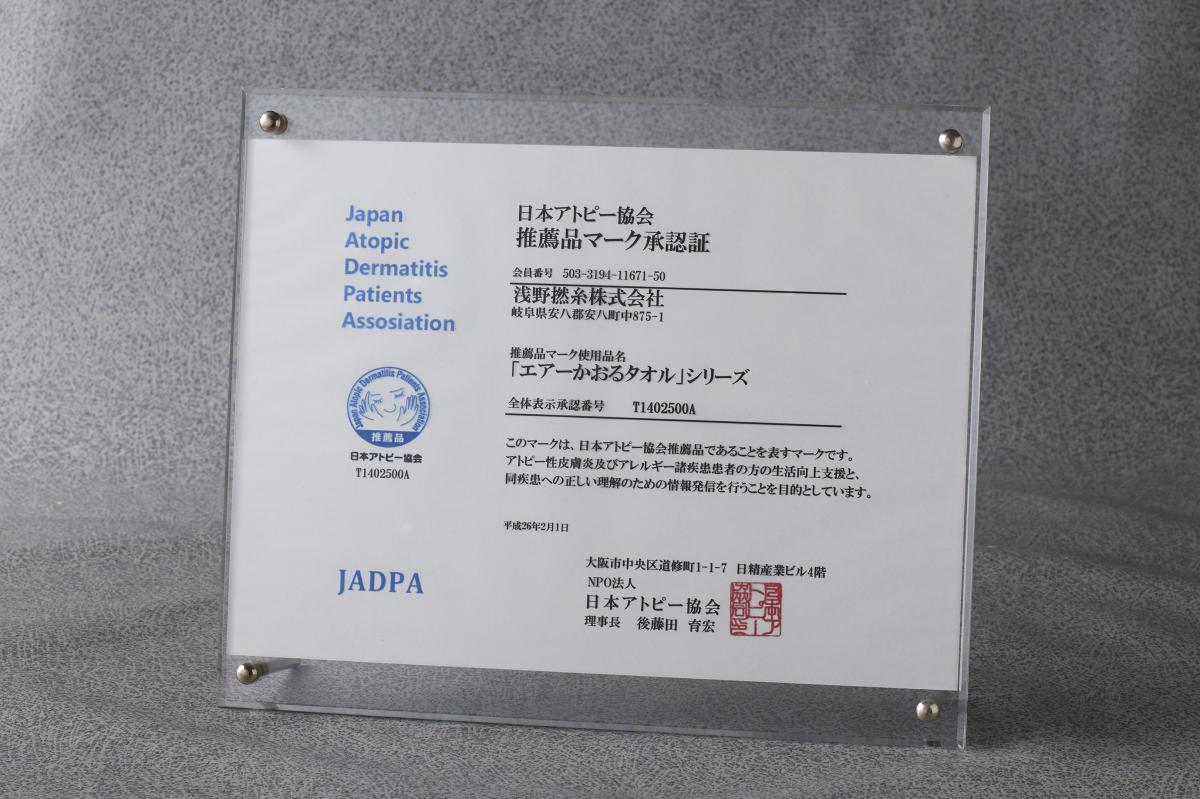 Japan
Atopic
Dermatitis
Patients
Assosiation
Japan Atopic Dermatitis Patients Association
推薦品
日本アトピー協会
T1402500A
JADPA
日本アトピー協会
推薦品マーク承認証
会員番号 503-3194-11671-50
浅野撚糸株式会社
岐阜県安八郡安八町中875-1
推薦品マーク使用品名
「エアーかおるタオル」シリーズ
全体表示承認番号 T1402500A
このマークは、日本アトピー協会推薦品であることを表すマークです。
アトピー性皮膚炎及びアレルギー諸疾患患者の方の生活向上支援と、
同疾患への正しい理解のための情報発信を行うことを目的としています。
平成26年2月1日
大阪市中央区道修町1-1-7 日精産業ビル4階
NPO法人
日本アトピー協会
理事長 後藤田 育宏